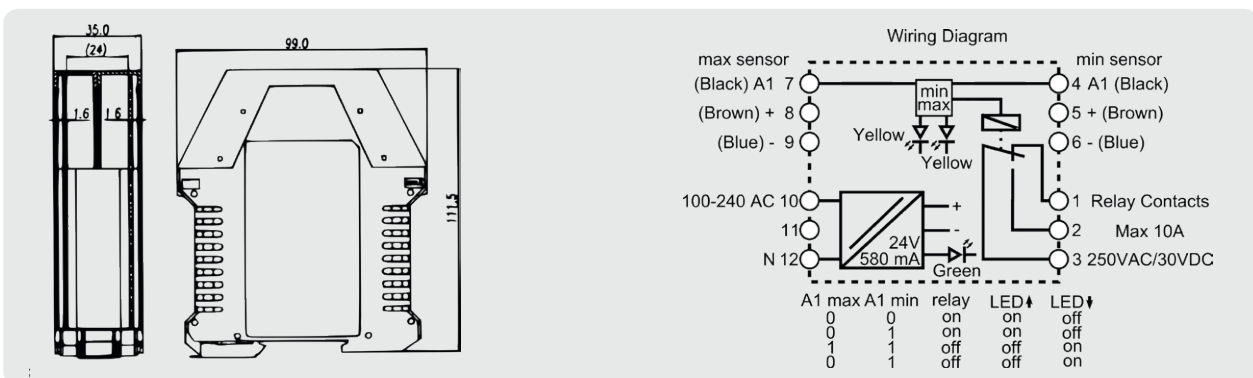 35.0
(24)
1.6 1.6
99.0
111.5
Wiring Diagram
max sensor min sensor
(Black) A1 7 4 A1 (Black)
min
max
(Brown) + 8 5 + (Brown)
Yellow
(Blue) - 9 6 - (Blue)
Yellow
100-240 AC 10 + 1 Relay Contacts
11 - 2 Max 10A
24V
N 12 580 mA 3 250VAC/30VDC
Green
A1 max A1 min relay LED⬆ LED⬇
0 0 on on off
0 1 on on off
1 1 off off on
0 1 off off on